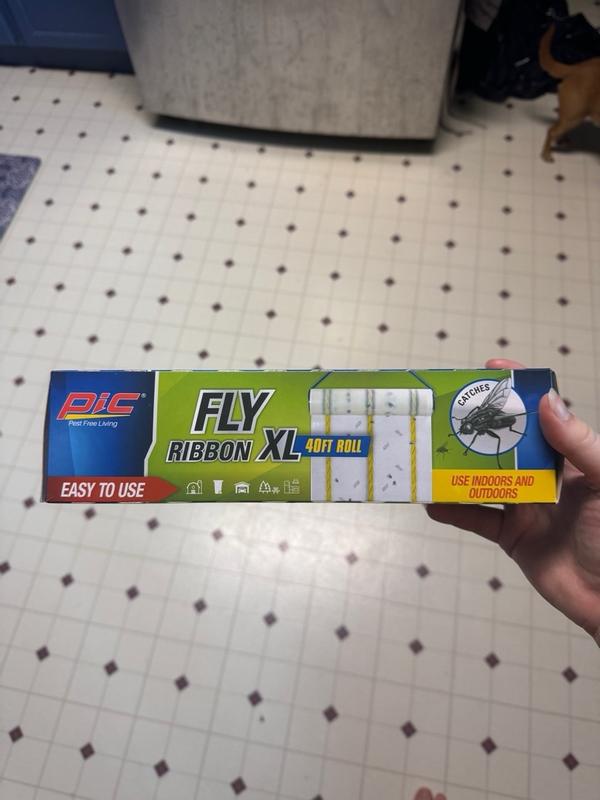 PiC®
Pest Free Living
EASY TO USE
FLY
RIBBON XL
40FT ROLL
CATCHES
USE INDOORS AND
OUTDOORS